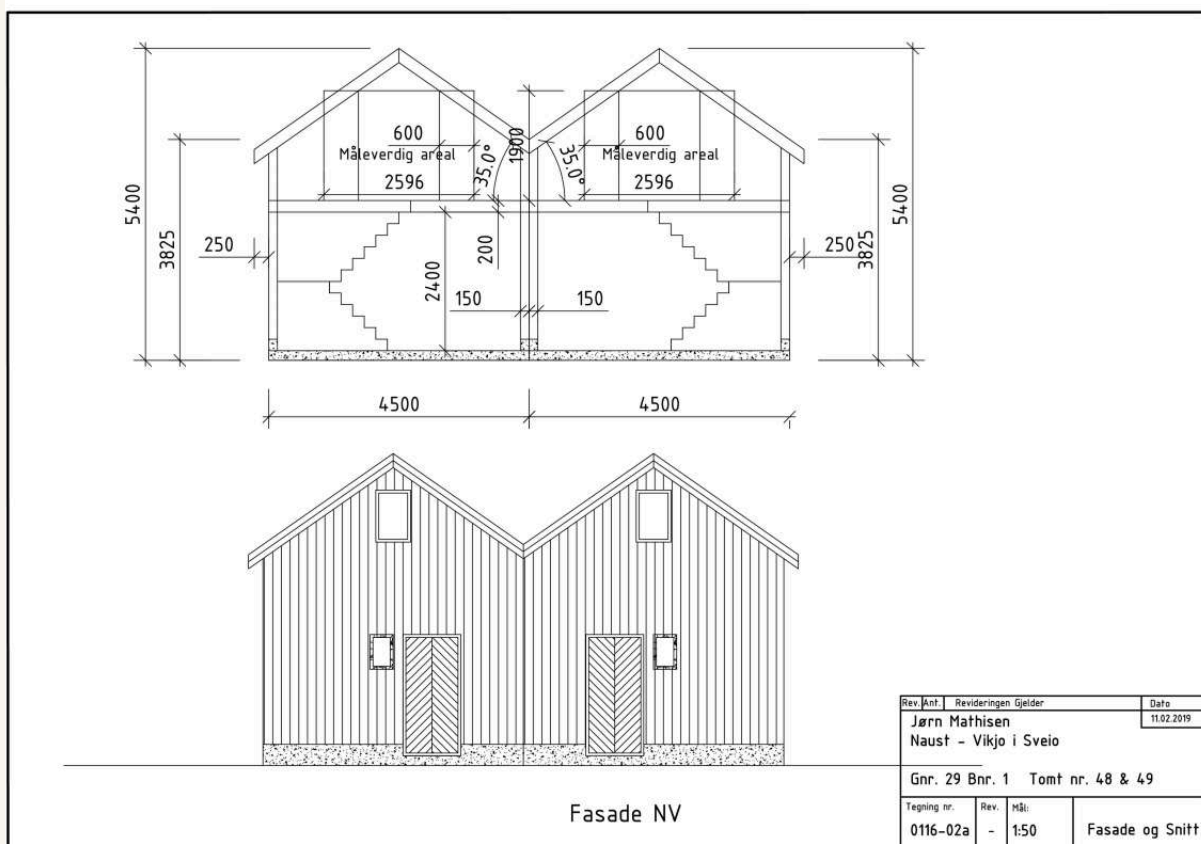 600
Måleverdig areal
2596
35.0°
1900
35.0°
600
Måleverdig areal
2596
5400
3825
250
2400
200
150
150
250
3825
5400
4500
4500
Fasade NV
Rev. Ant. Revideringen Gjelder Dato
11.02.2019
Jørn Mathisen
Naust - Vikjo i Sveio
Gnr. 29 Bnr. 1 Tomt nr. 48 & 49
Tegning nr. Rev. Mål:
0116-02a - 1:50 Fasade og Snitt